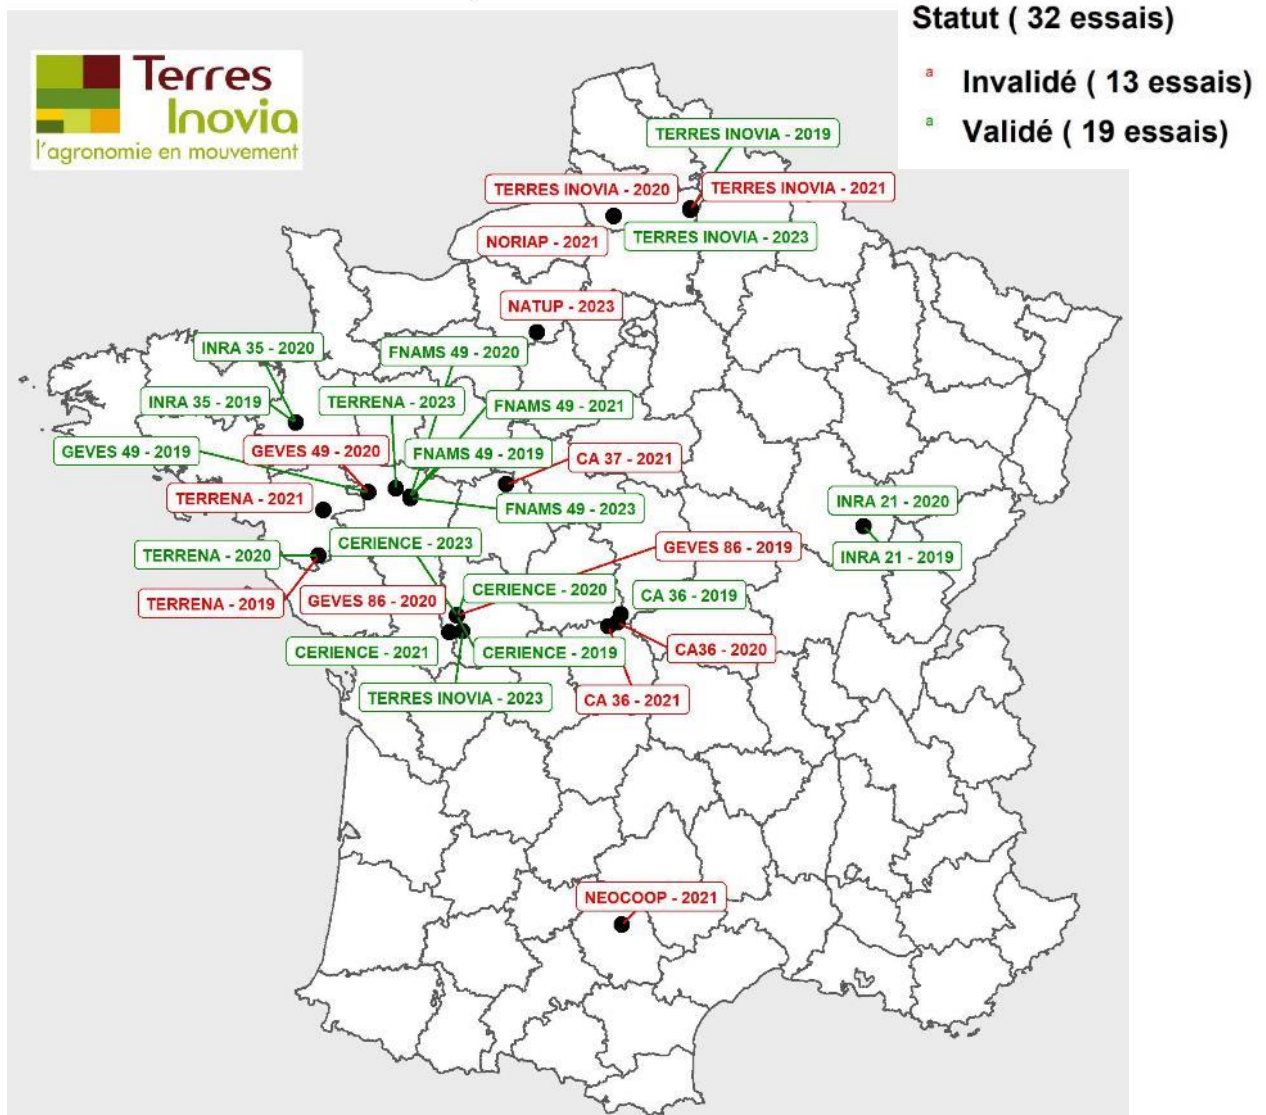 Statut ( 32 essais)
a Invalidé ( 13 essais)
a Validé ( 19 essais)
Terres
Inovia
l'agronomie en mouvement
TERRES INOVIA - 2019
TERRES INOVIA - 2020
TERRES INOVIA - 2021
NORIAP - 2021
TERRES INOVIA - 2023
NATUP - 2023
INRA 35 - 2020
FNAMS 49 - 2020
INRA 35 - 2019
TERRENA - 2023
FNAMS 49 - 2021
GEVES 49 - 2019
GEVES 49 - 2020
FNAMS 49 - 2019
CA 37 - 2021
TERRENA - 2021
FNAMS 49 - 2023
INRA 21 - 2020
TERRENA - 2020
CERIENCE - 2023
GEVES 86 - 2019
INRA 21 - 2019
TERRENA - 2019
GEVES 86 - 2020
CERIENCE - 2020
CA 36 - 2019
CERIENCE - 2021
CERIENCE - 2019
CA36 - 2020
TERRES INOVIA - 2023
CA 36 - 2021
NEOCOOP - 2021